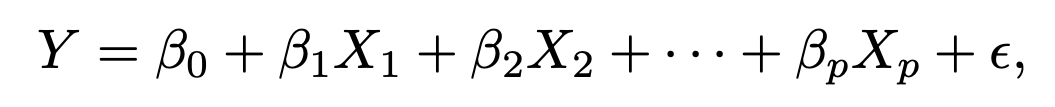 Y = β₀ + β₁X₁ + β₂X₂ + ⋯ + βₚXₚ + ϵ,